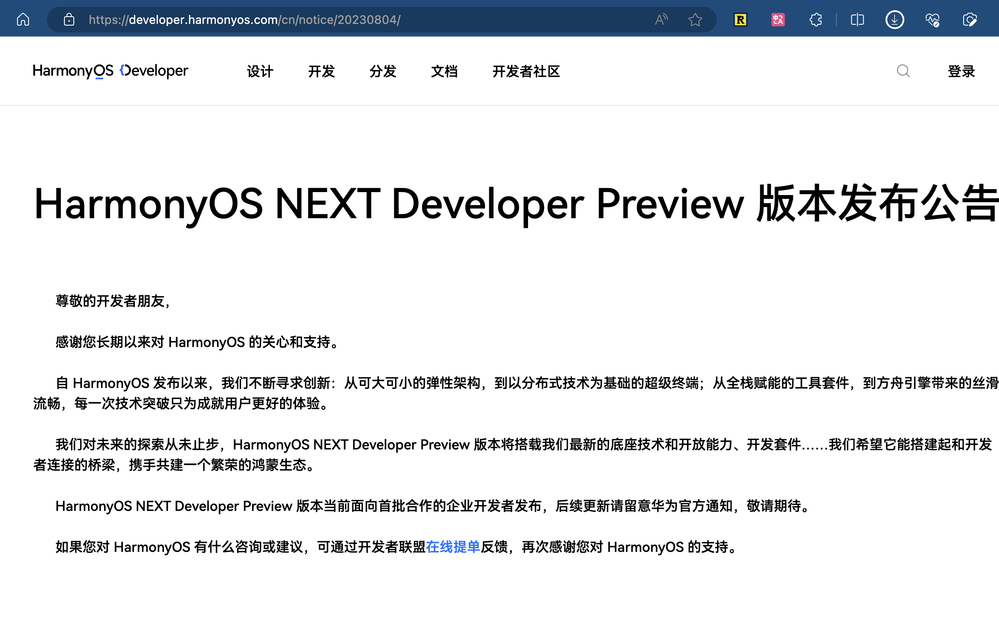 https://developer.harmonyos.com/cn/notice/20230804/
HarmonyOS Developer 设计 开发 分发 文档 开发者社区 登录
HarmonyOS NEXT Developer Preview 版本发布公告
尊敬的开发者朋友，
感谢您长期以来对 HarmonyOS 的关心和支持。
自 HarmonyOS 发布以来，我们不断寻求创新：从可大可小的弹性架构，到以分布式技术为基础的超级终端；从全栈赋能的工具套件，到方舟引擎带来的丝滑
流畅，每一次技术突破只为成就用户更好的体验。
我们对未来的探索从未止步，HarmonyOS NEXT Developer Preview 版本将搭载我们最新的底座技术和开放能力、开发套件......我们希望它能搭建起和开发
者连接的桥梁，携手共建一个繁荣的鸿蒙生态。
HarmonyOS NEXT Developer Preview 版本当前面向首批合作的企业开发者发布，后续更新请留意华为官方通知，敬请期待。
如果您对 HarmonyOS 有什么咨询或建议，可通过开发者联盟在线提单反馈，再次感谢您对 HarmonyOS 的支持。